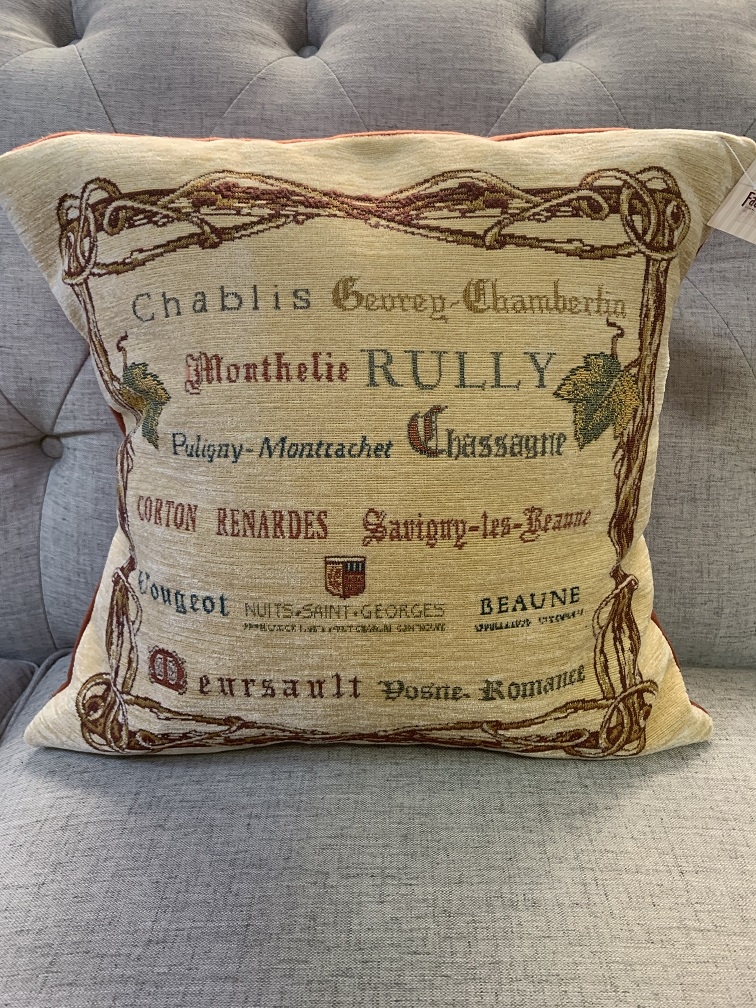 Chablis Gevrey-Chambertin
Monthelie RULLY
Puligny-Montrachet Chassagne
CORTON RENARDES Savigny-les-Beaune
Vougeot NUITS-SAINT-GEORGES BEAUNE
Meursault Vosne-Romanee